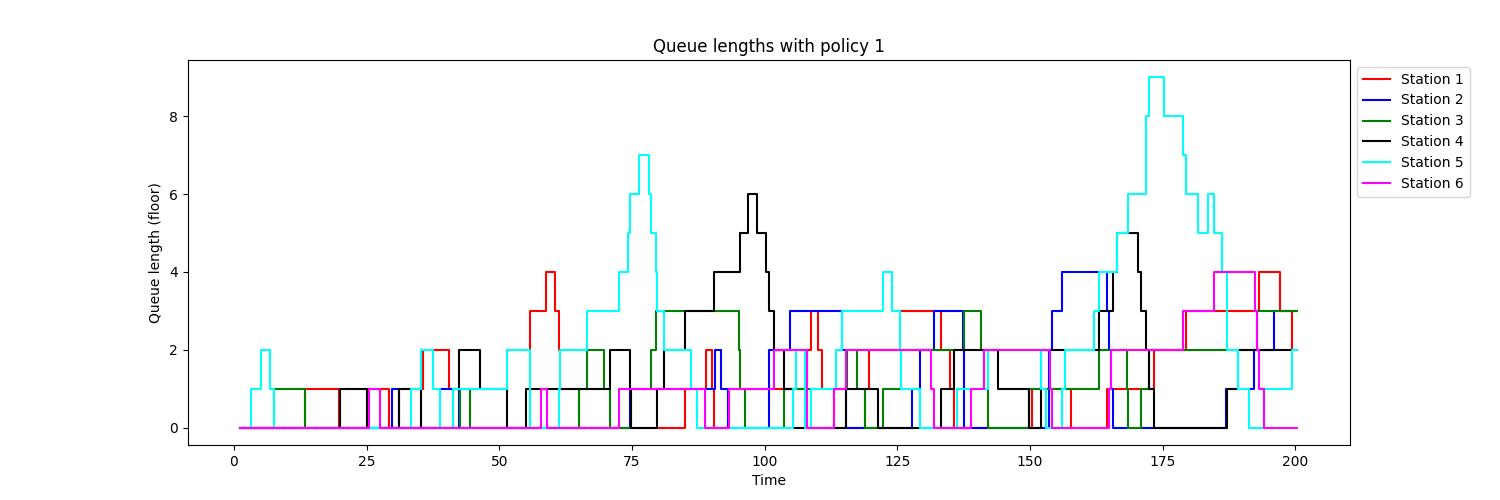 Queue lengths with policy 1
Queue length (floor)
8
6
4
2
0
0 25 50 75 100 125 150 175 200
Time
Station 1
Station 2
Station 3
Station 4
Station 5
Station 6